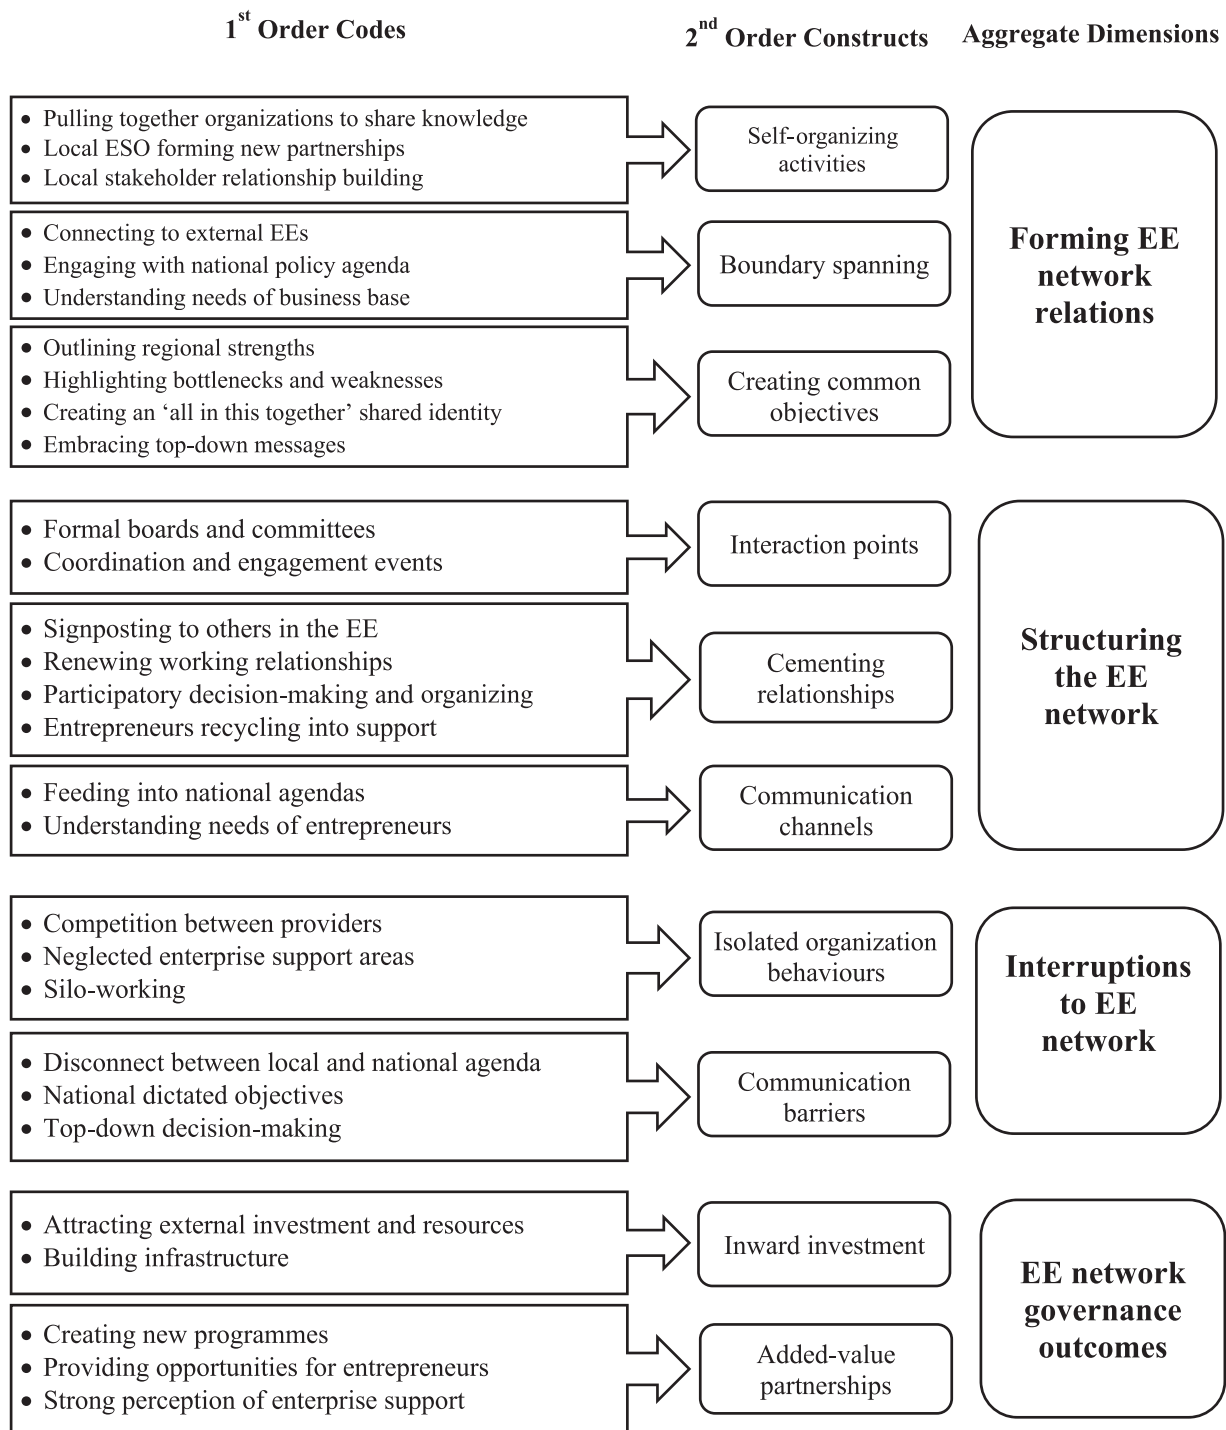 1st Order Codes
2nd Order Constructs
Aggregate Dimensions
• Pulling together organizations to share knowledge
• Local ESO forming new partnerships
• Local stakeholder relationship building
Self-organizing
activities
• Connecting to external EEs
• Engaging with national policy agenda
• Understanding needs of business base
Boundary spanning
• Outlining regional strengths
• Highlighting bottlenecks and weaknesses
• Creating an ‘all in this together’ shared identity
• Embracing top-down messages
Creating common
objectives
Forming EE
network
relations
• Formal boards and committees
• Coordination and engagement events
Interaction points
• Signposting to others in the EE
• Renewing working relationships
• Participatory decision-making and organizing
• Entrepreneurs recycling into support
Cementing
relationships
• Feeding into national agendas
• Understanding needs of entrepreneurs
Communication
channels
Structuring
the EE
network
• Competition between providers
• Neglected enterprise support areas
• Silo-working
Isolated organization
behaviours
• Disconnect between local and national agenda
• National dictated objectives
• Top-down decision-making
Communication
barriers
Interruptions
to EE
network
• Attracting external investment and resources
• Building infrastructure
Inward investment
• Creating new programmes
• Providing opportunities for entrepreneurs
• Strong perception of enterprise support
Added-value
partnerships
EE network
governance
outcomes